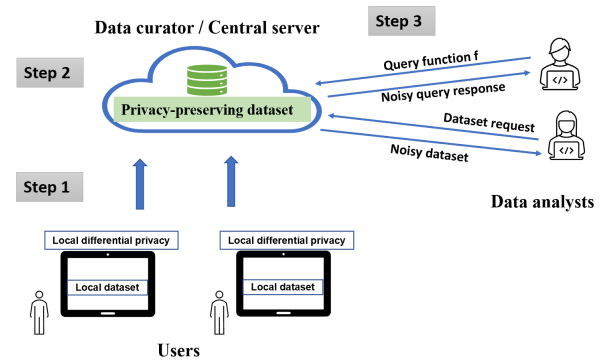 Data curator / Central server
Step 3
Step 2
Query function f
Noisy query response
Privacy-preserving dataset
Dataset request
Noisy dataset
Step 1
Data analysts
Local differential privacy
Local differential privacy
Local dataset
Local dataset
Users